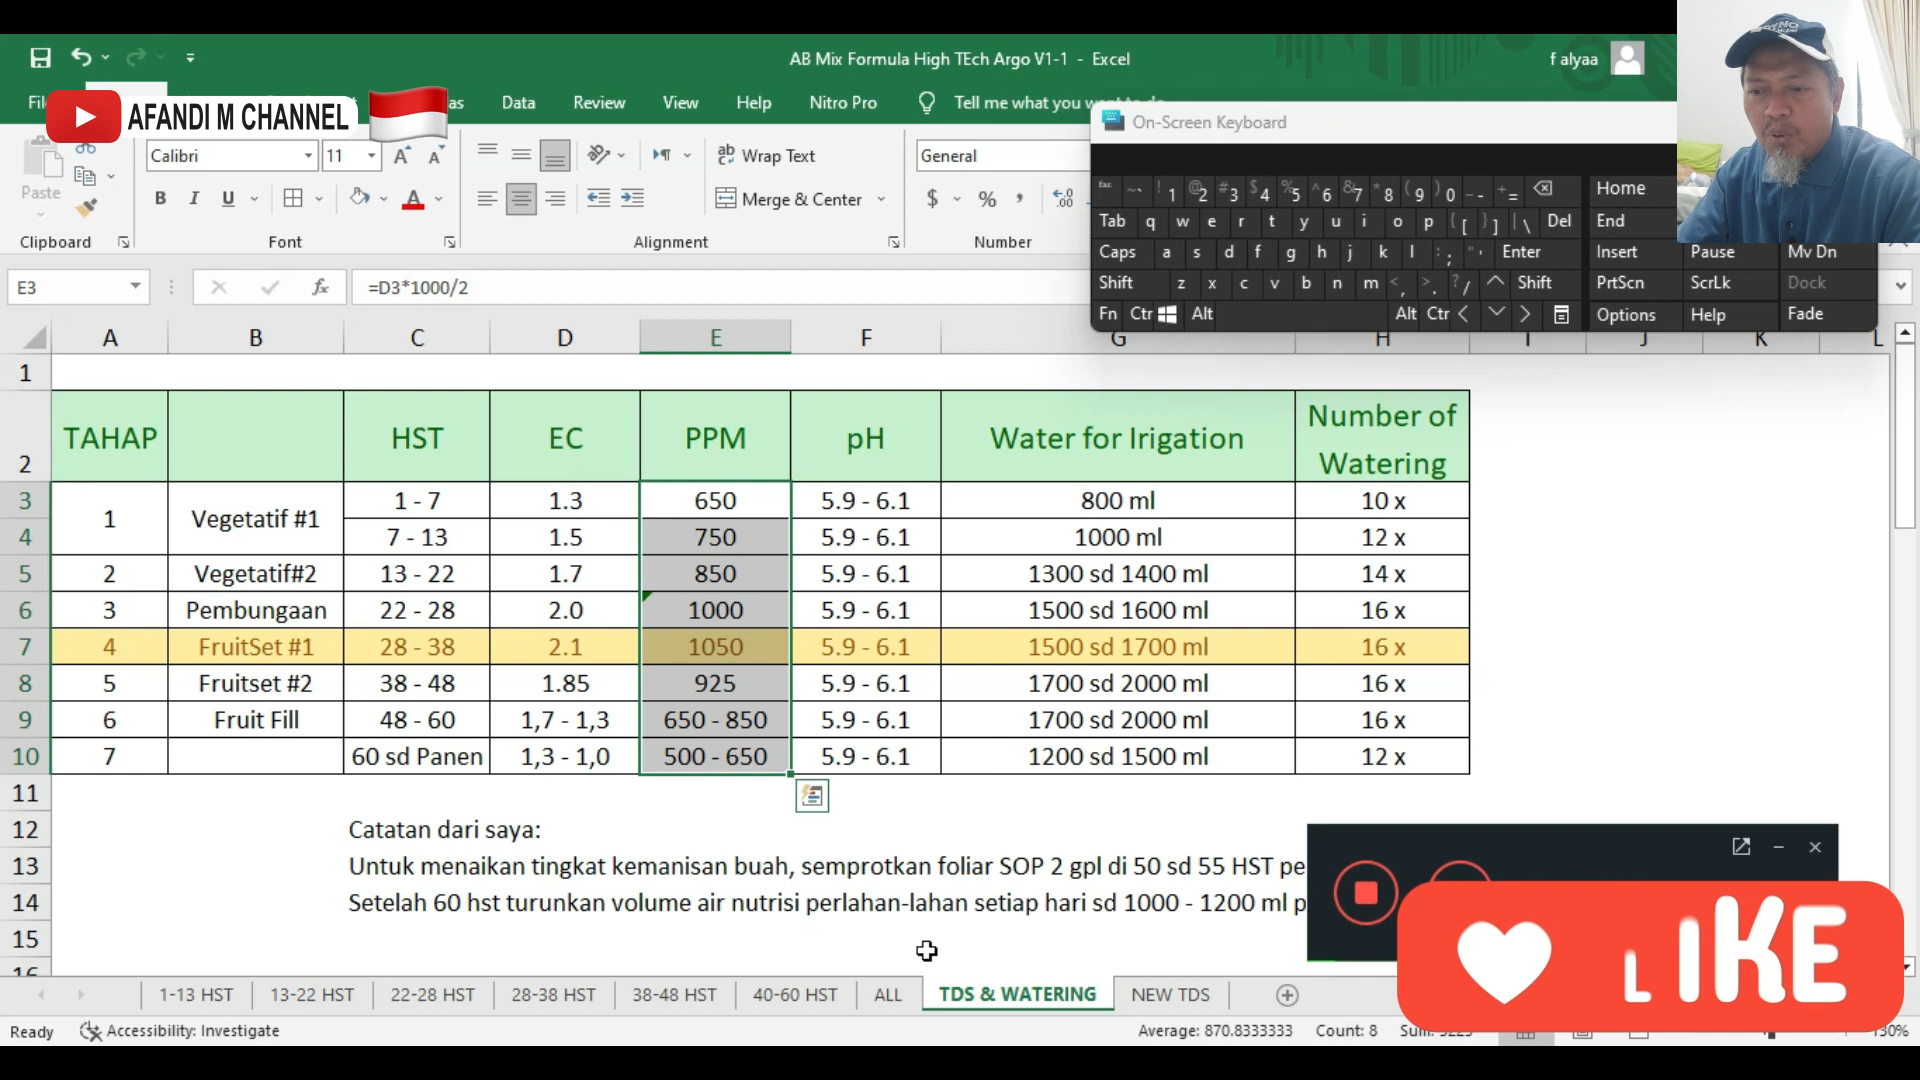 AB Mix Formula High TEch Argo V1-1 - Excel
f alyaa
AFANDI M CHANNEL
Data Review View Help Nitro Pro Tell me what you want to do
Paste
Calibri 11
B I U
Wrap Text
Merge & Center
General
$ %
Clipboard Font Alignment Number
On-Screen Keyboard
Esc ~` !1 @2 #3 $4 %5 ^6 &7 *8 (9 )0 -- += Home
Tab q w e r t y u i o p {[ }] |\ Del End
Caps a s d f g h j k l :; "' Enter Insert Pause Mv Dn
Shift z x c v b n m <, >. ?/ Shift PrtScn ScrLk Dock
Fn Ctr Alt Alt Ctr Options Help Fade
E3 fx =D3*1000/2
A B C D E F G H I J K L
1
2 TAHAP HST EC PPM pH Water for Irigation Number of Watering
3 1 Vegetatif #1 1 - 7 1.3 650 5.9 - 6.1 800 ml 10 x
4 7 - 13 1.5 750 5.9 - 6.1 1000 ml 12 x
5 2 Vegetatif#2 13 - 22 1.7 850 5.9 - 6.1 1300 sd 1400 ml 14 x
6 3 Pembungaan 22 - 28 2.0 1000 5.9 - 6.1 1500 sd 1600 ml 16 x
7 4 FruitSet #1 28 - 38 2.1 1050 5.9 - 6.1 1500 sd 1700 ml 16 x
8 5 Fruitset #2 38 - 48 1.85 925 5.9 - 6.1 1700 sd 2000 ml 16 x
9 6 Fruit Fill 48 - 60 1,7 - 1,3 650 - 850 5.9 - 6.1 1700 sd 2000 ml 16 x
10 7 60 sd Panen 1,3 - 1,0 500 - 650 5.9 - 6.1 1200 sd 1500 ml 12 x
11
12 Catatan dari saya:
13 Untuk menaikan tingkat kemanisan buah, semprotkan foliar SOP 2 gpl di 50 sd 55 HST pe
14 Setelah 60 hst turunkan volume air nutrisi perlahan-lahan setiap hari sd 1000 - 1200 ml p
15
16
LIKE
1-13 HST 13-22 HST 22-28 HST 28-38 HST 38-48 HST 40-60 HST ALL TDS & WATERING NEW TDS
Ready Accessibility: Investigate Average: 870.8333333 Count: 8 130%